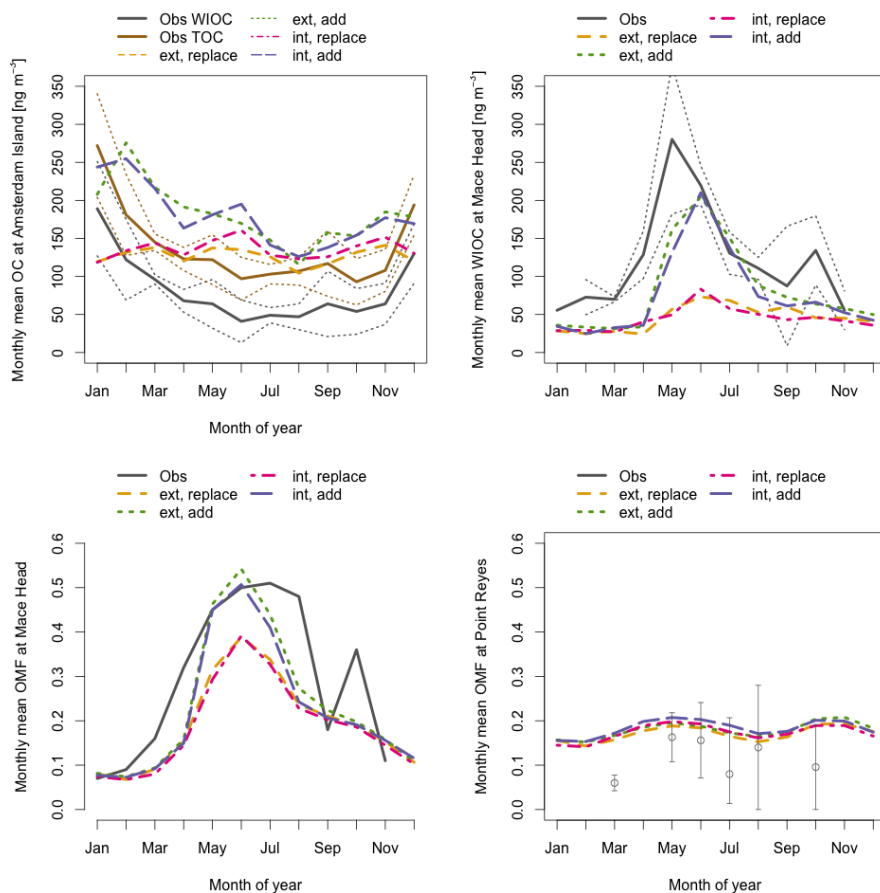 Obs WIOC ext, add
Obs TOC int, replace
ext, replace int, add
Monthly mean OC at Amsterdam Island [ng m⁻³]
350
300
250
200
150
100
50
0
Jan Mar May Jul Sep Nov
Month of year
Obs int, replace
ext, replace int, add
ext, add
Monthly mean WIOC at Mace Head [ng m⁻³]
350
300
250
200
150
100
50
0
Jan Mar May Jul Sep Nov
Month of year
Obs int, replace
ext, replace int, add
ext, add
Monthly mean OMF at Mace Head
0.6
0.5
0.4
0.3
0.2
0.1
0.0
Jan Mar May Jul Sep Nov
Month of year
Obs int, replace
ext, replace int, add
ext, add
Monthly mean OMF at Point Reyes
0.6
0.5
0.4
0.3
0.2
0.1
0.0
Jan Mar May Jul Sep Nov
Month of year